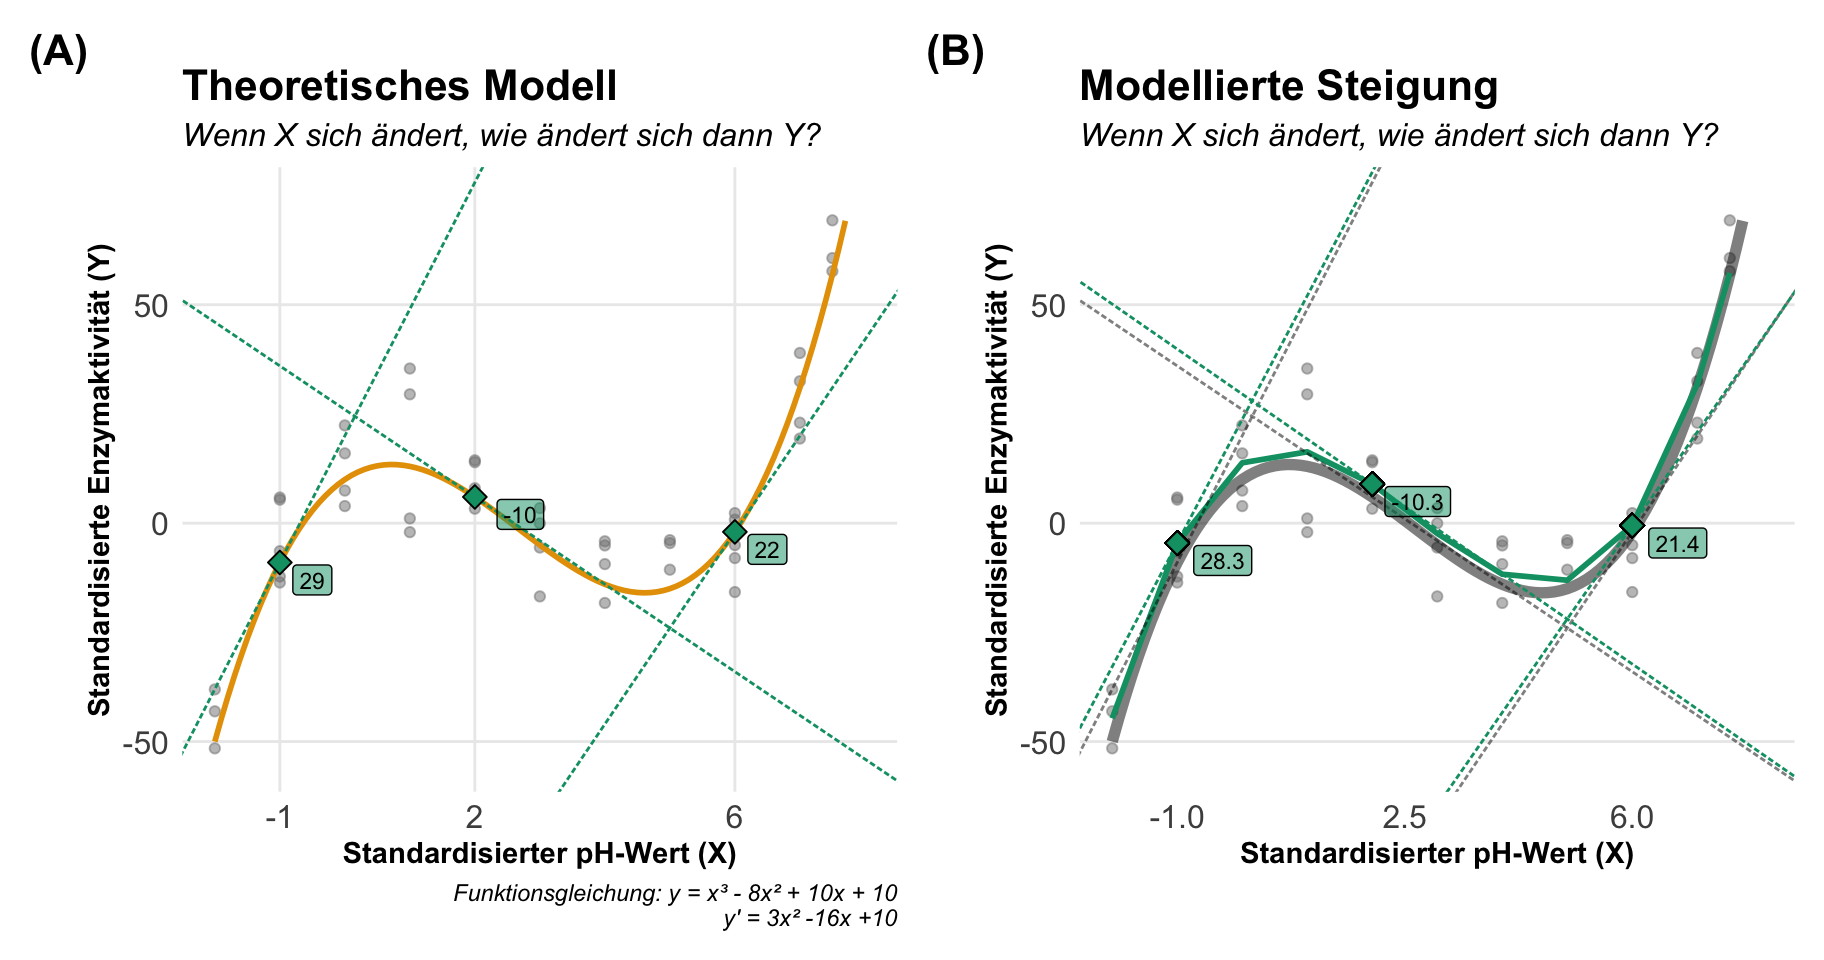 (A)
Theoretisches Modell
Wenn X sich ändert, wie ändert sich dann Y?
Standardisierte Enzymaktivität (Y)
50
0
-50
29
-10
22
-1
2
6
Standardisierter pH-Wert (X)
Funktionsgleichung: y = x³ - 8x² + 10x + 10
y' = 3x² -16x +10
(B)
Modellierte Steigung
Wenn X sich ändert, wie ändert sich dann Y?
Standardisierte Enzymaktivität (Y)
50
0
-50
28.3
-10.3
21.4
-1.0
2.5
6.0
Standardisierter pH-Wert (X)